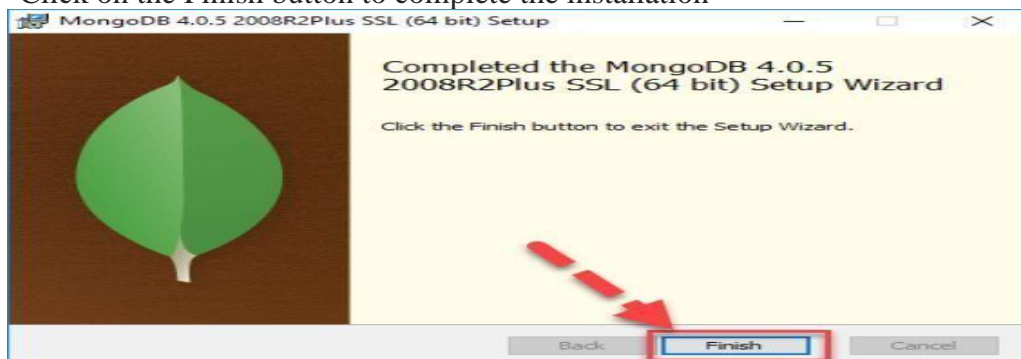 Click on the Finish button to complete the installation
MongoDB 4.0.5 2008R2Plus SSL (64 bit) Setup
Completed the MongoDB 4.0.5
2008R2Plus SSL (64 bit) Setup Wizard
Click the Finish button to exit the Setup Wizard.
Back Finish Cancel